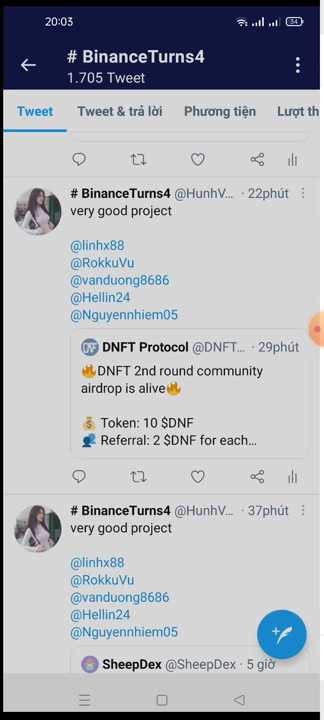 20:03
54
# BinanceTurns4
1.705 Tweet
Tweet
Tweet & trả lời
Phương tiện
Lượt th
# BinanceTurns4 @HunhV... · 22phút
very good project
@linhx88
@RokkuVu
@vanduong8686
@Hellin24
@Nguyennhiem05
DNFT Protocol @DNFT... · 29phút
🔥DNFT 2nd round community
airdrop is alive🔥
💰 Token: 10 $DNF
👥 Referral: 2 $DNF for each...
# BinanceTurns4 @HunhV... · 37phút
very good project
@linhx88
@RokkuVu
@vanduong8686
@Hellin24
@Nguyennhiem05
SheepDex @SheepDex · 5 giờ